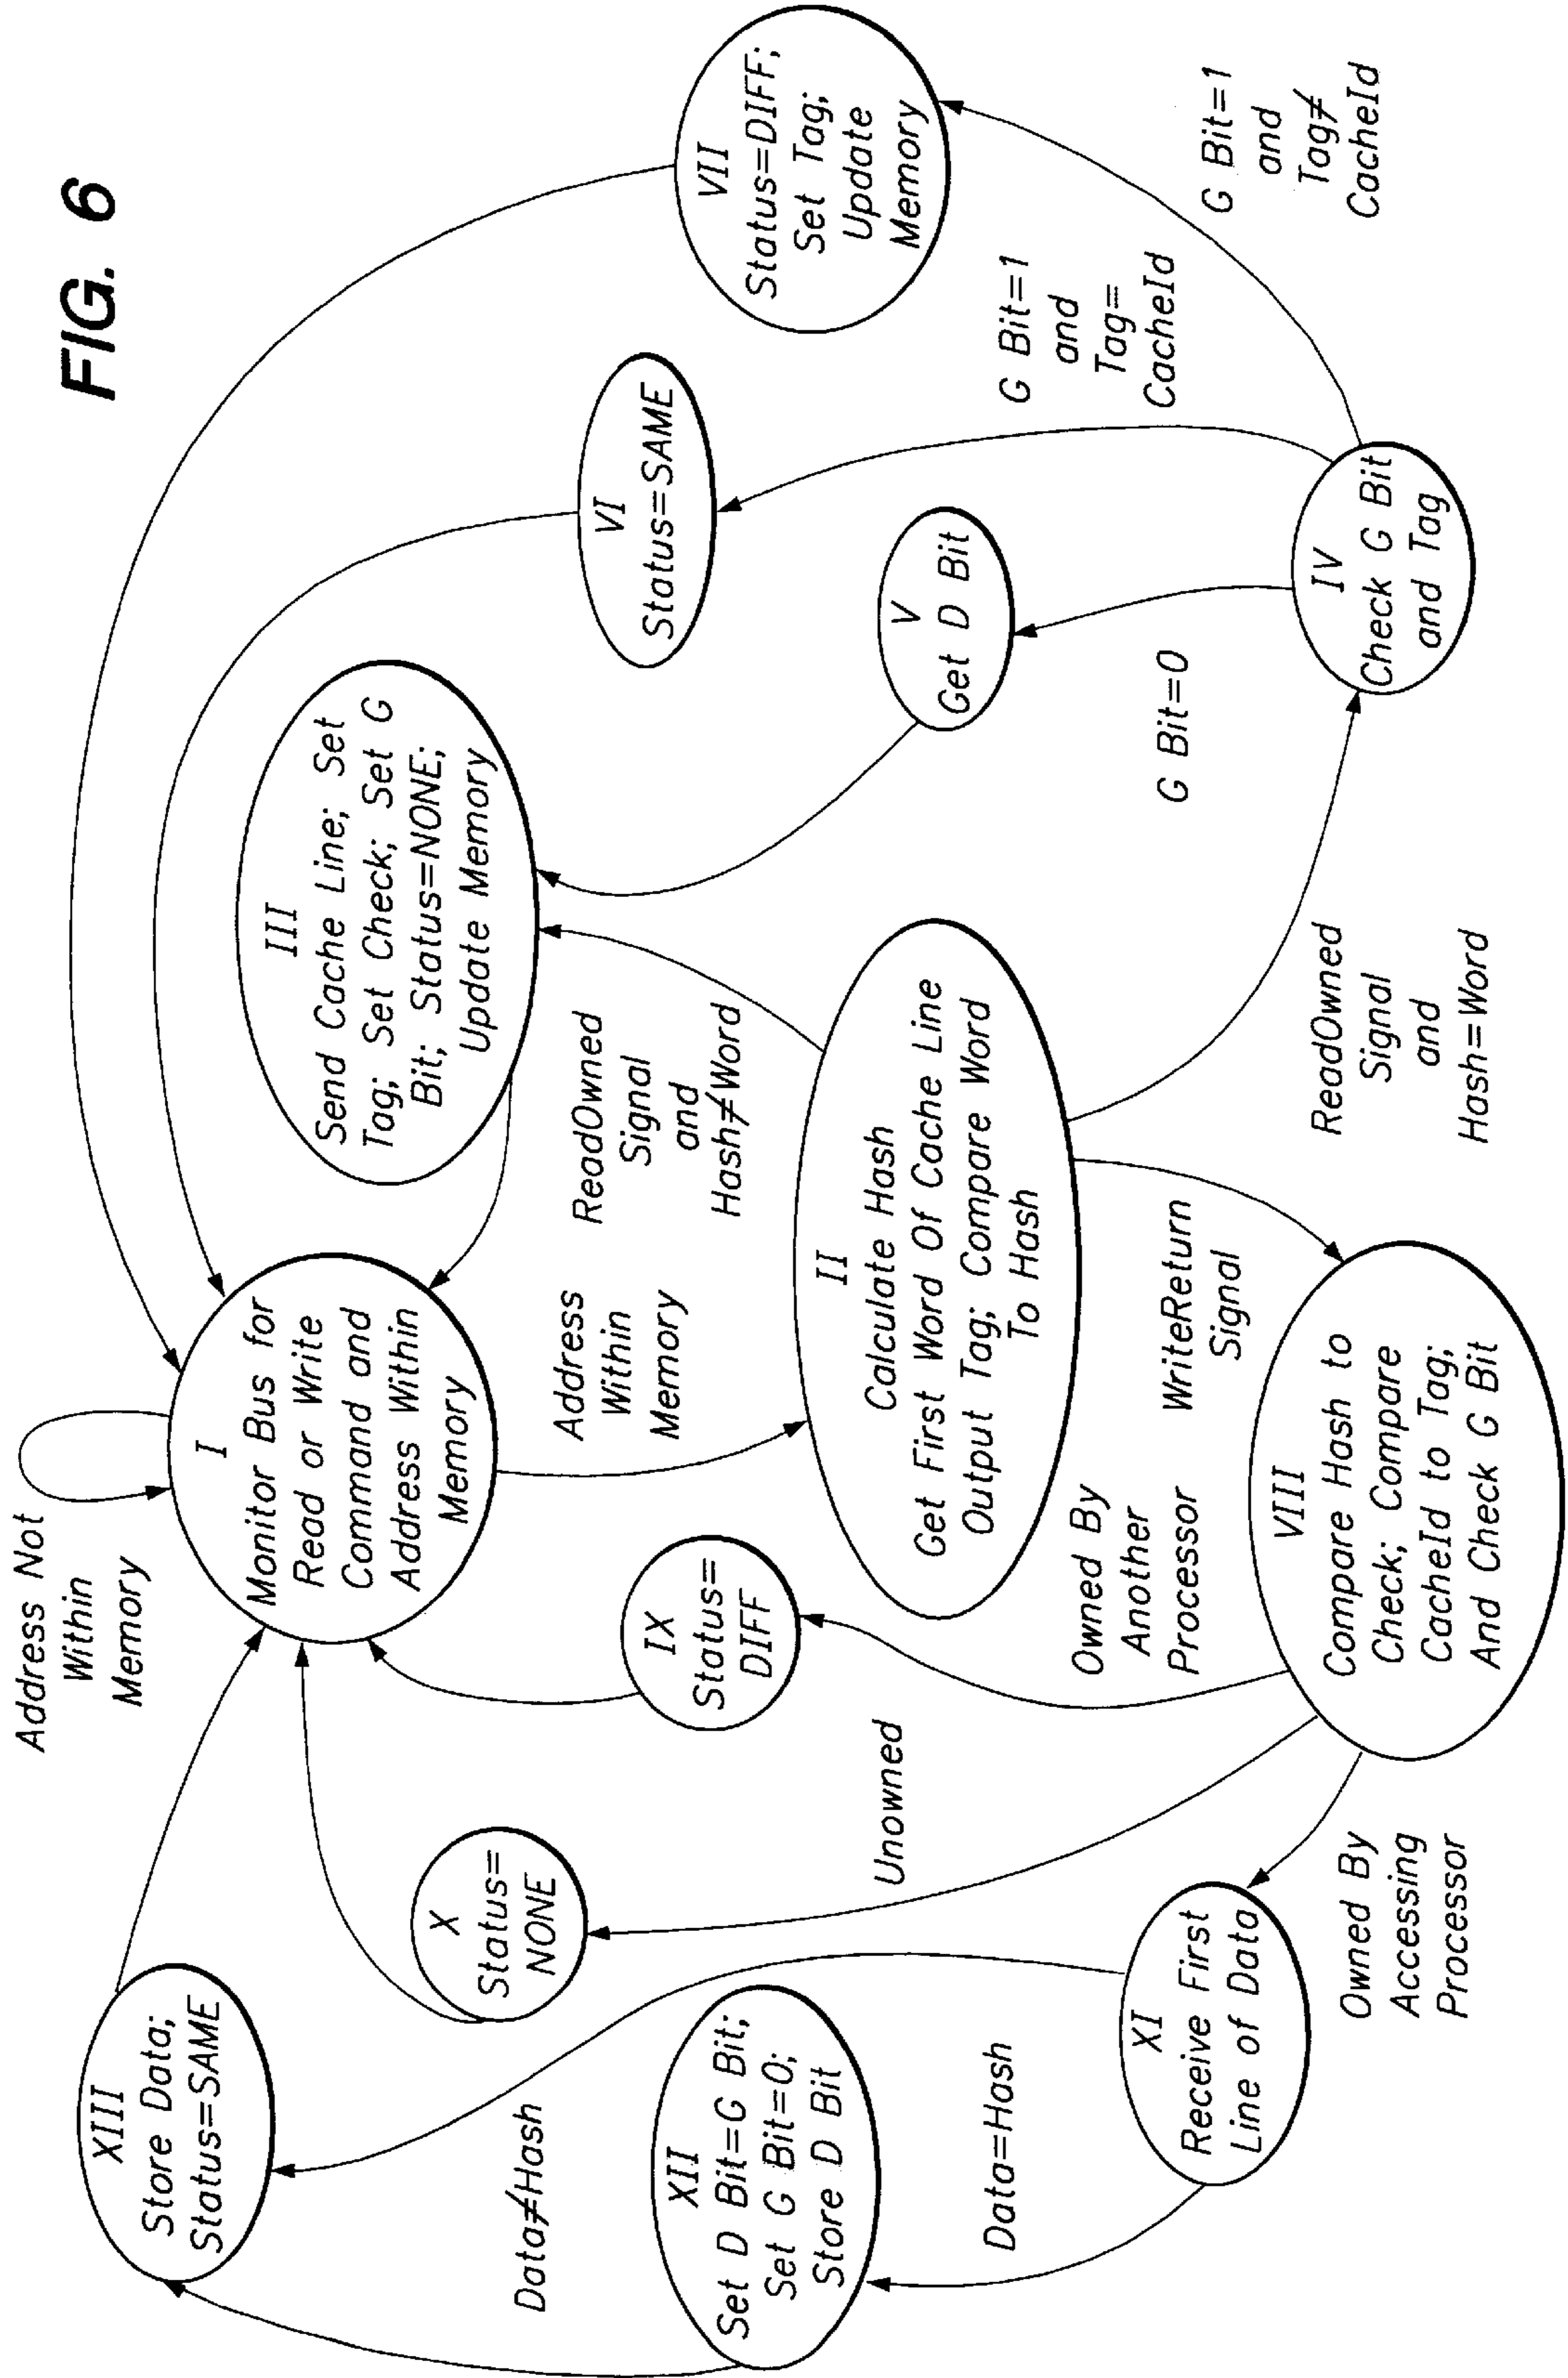 FIG. 6
Address Not
Within
Memory
I
Monitor Bus for
Read or Write
Command and
Address Within
Memory
XIII
Store Data;
Status=SAME
X
Status=
NONE
IX
Status=
DIFF
Address
Within
Memory
III
Send Cache Line; Set
Tag; Set Check; Set G
Bit; Status=NONE;
Update Memory
VI
Status=SAME
VII
Status=DIFF;
Set Tag;
Update
Memory
Data≠Hash
XII
Set D Bit=G Bit;
Set G Bit=0;
Store D Bit
Unowned
Owned By
Another
Processor
II
Calculate Hash
Get First Word Of Cache Line
Output Tag; Compare Word
To Hash
ReadOwned
Signal
and
Hash≠Word
V
Get D Bit
G Bit=1
and
Tag=
CacheId
G Bit=1
and
Tag≠
CacheId
Data=Hash
XI
Receive First
Line of Data
Owned By
Accessing
Processor
VIII
Compare Hash to
Check; Compare
CacheId to Tag;
And Check G Bit
WriteReturn
Signal
ReadOwned
Signal
and
Hash=Word
G Bit=0
IV
Check G Bit
and Tag